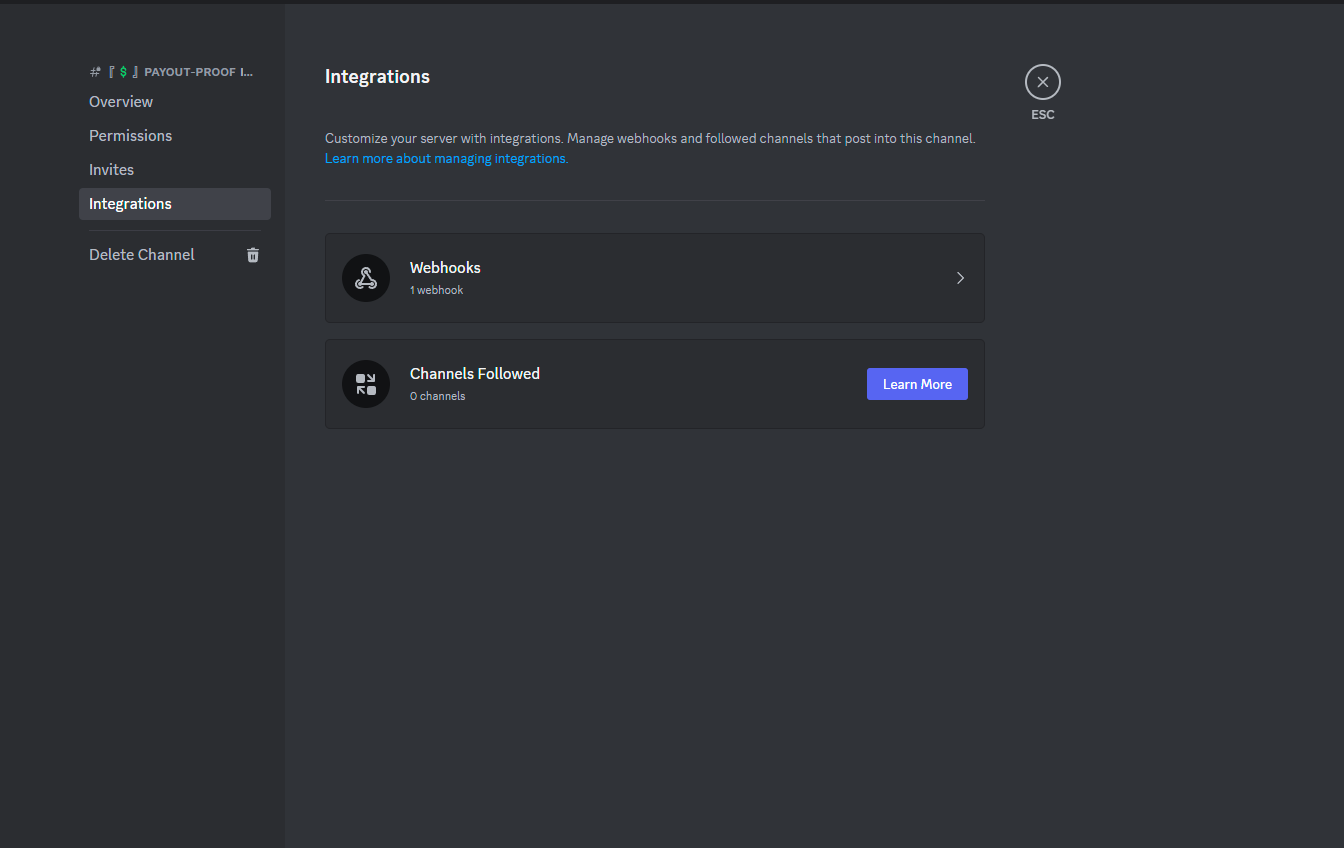 #『$』PAYOUT-PROOF I...
Overview
Permissions
Invites
Integrations
Delete Channel
Integrations
Customize your server with integrations. Manage webhooks and followed channels that post into this channel.
Learn more about managing integrations.
Webhooks
1 webhook
Channels Followed
0 channels
Learn More
ESC